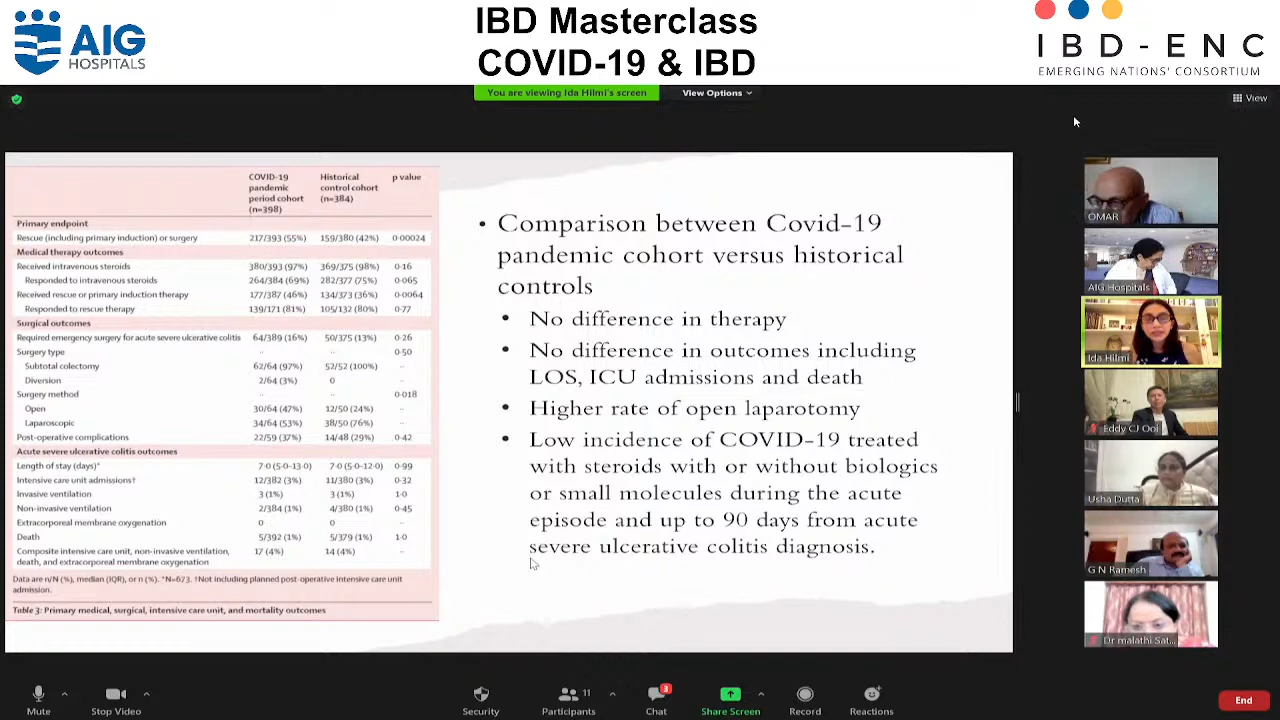 AIG
HOSPITALS
IBD Masterclass
COVID-19 & IBD
IBD-ENC
EMERGING NATIONS' CONSORTIUM
You are viewing Ida Hilmi's screen
View Options
View
COVID-19 pandemic period cohort (n=398) Historical control cohort (n=384) p value
Primary endpoint
Rescue (including primary induction) or surgery 217/393 (55%) 159/380 (42%) 0·00024
Medical therapy outcomes
Received intravenous steroids 380/393 (97%) 369/375 (98%) 0·16
Responded to intravenous steroids 264/384 (69%) 282/377 (75%) 0·065
Received rescue or primary induction therapy 177/387 (46%) 134/373 (36%) 0·0064
Responded to rescue therapy 139/171 (81%) 105/132 (80%) 0·77
Surgical outcomes
Required emergency surgery for acute severe ulcerative colitis 64/389 (16%) 50/375 (13%) 0·26
Surgery type ·· ·· 0·50
Subtotal colectomy 62/64 (97%) 52/52 (100%) ··
Diversion 2/64 (3%) 0 ··
Surgery method ·· ·· 0·018
Open 30/64 (47%) 12/50 (24%) ··
Laparoscopic 34/64 (53%) 38/50 (76%) ··
Post-operative complications 22/59 (37%) 14/48 (29%) 0·42
Acute severe ulcerative colitis outcomes
Length of stay (days)* 7·0 (5·0-13·0) 7·0 (5·0-12·0) 0·99
Intensive care unit admissions† 12/382 (3%) 11/380 (3%) 0·32
Invasive ventilation 3 (1%) 3 (1%) 1·0
Non-invasive ventilation 2/384 (1%) 4/380 (1%) 0·45
Extracorporeal membrane oxygenation 0 0 ··
Death 5/392 (1%) 5/379 (1%) 1·0
Composite intensive care unit, non-invasive ventilation, 17 (4%) 14 (4%) ··
death, and extracorporeal membrane oxygenation
Data are n/N (%), median (IQR), or n (%). *N=673. †Not including planned post-operative intensive care unit
admission.
Table 3: Primary medical, surgical, intensive care unit, and mortality outcomes
• Comparison between Covid-19
pandemic cohort versus historical
controls
• No difference in therapy
• No difference in outcomes including
LOS, ICU admissions and death
• Higher rate of open laparotomy
• Low incidence of COVID-19 treated
with steroids with or without biologics
or small molecules during the acute
episode and up to 90 days from acute
severe ulcerative colitis diagnosis.
OMAR
AIG Hospitals
Ida Hilmi
Eddy CJ Ooi
Usha Dutta
G N Ramesh
Dr malathi Sat...
Mute
Stop Video
Security
11
Participants
3
Chat
Share Screen
Record
Reactions
End